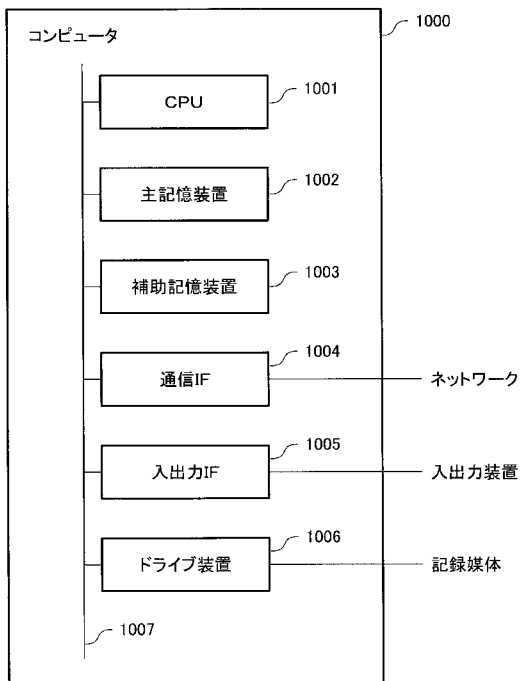 コンピュータ
1000
CPU
1001
主記憶装置
1002
補助記憶装置
1003
通信IF
1004
ネットワーク
入出力IF
1005
入出力装置
ドライブ装置
1006
記録媒体
1007